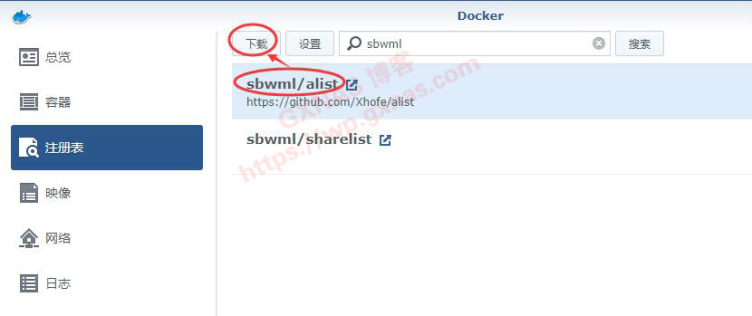 Docker
下载 设置 sbwml 搜索
总览
容器
注册表
映像
网络
日志
sbwml/alist
https://github.com/Xhofe/alist
sbwml/sharelist
GXNAS 博客
https://wp.gxnas.com